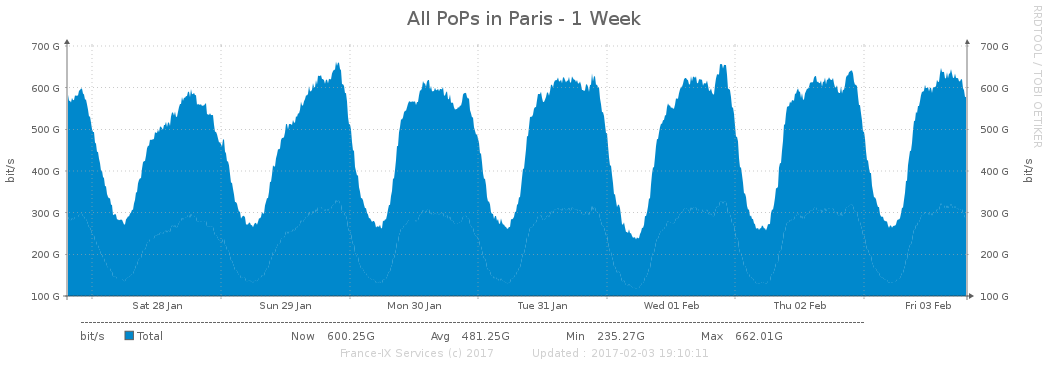 All PoPs in Paris - 1 Week
RRDTOOL / TOBI OETIKER
700 G 700 G
600 G 600 G
500 G 500 G
400 G 400 G
300 G 300 G
200 G 200 G
100 G 100 G
bit/s bit/s
Sat 28 Jan Sun 29 Jan Mon 30 Jan Tue 31 Jan Wed 01 Feb Thu 02 Feb Fri 03 Feb
bit/s Total Now 600.25G Avg 481.25G Min 235.27G Max 662.01G
France-IX Services (c) 2017 Updated : 2017-02-03 19:10:11